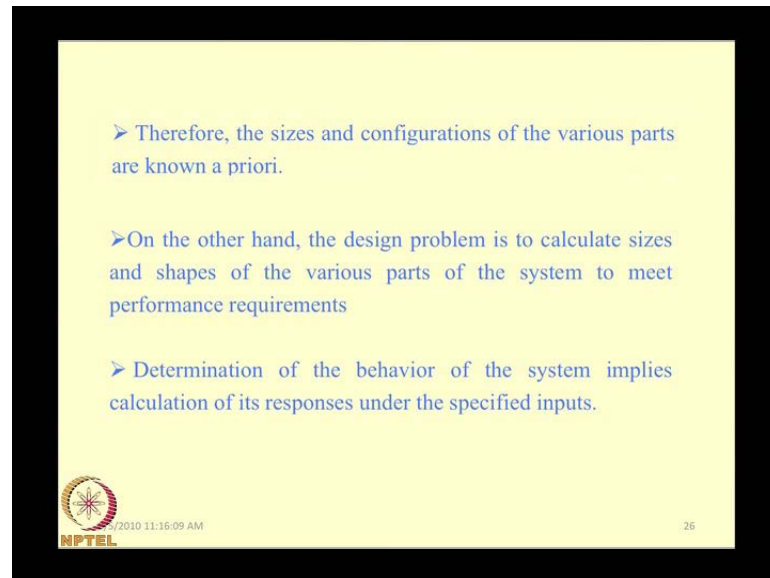 ➢ Therefore, the sizes and configurations of the various parts
are known a priori.
➢On the other hand, the design problem is to calculate sizes
and shapes of the various parts of the system to meet
performance requirements
➢ Determination of the behavior of the system implies
calculation of its responses under the specified inputs.
/2010 11:16:09 AM
26
NPTEL